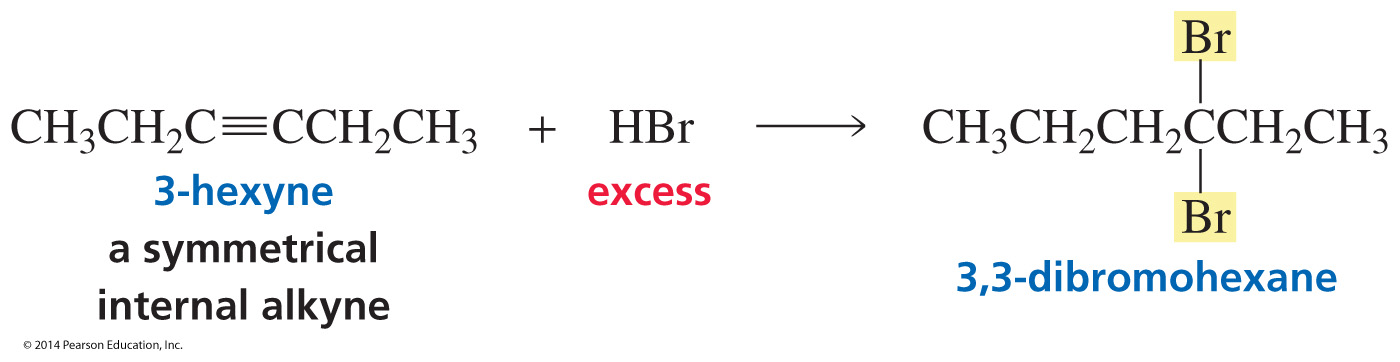 Br
CH₃CH₂C≡CCH₂CH₃ + HBr ⟶ CH₃CH₂CH₂CCH₂CH₃
3-hexyne excess Br
a symmetrical
internal alkyne 3,3-dibromohexane
© 2014 Pearson Education, Inc.